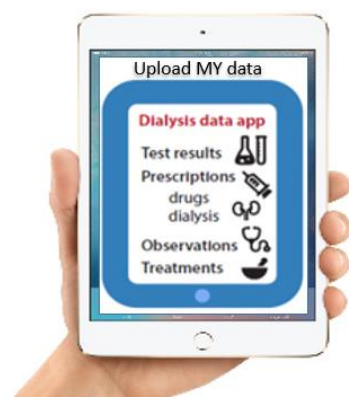 Upload MY data
Dialysis data app
Test results
Prescriptions
drugs
dialysis
Observations
Treatments